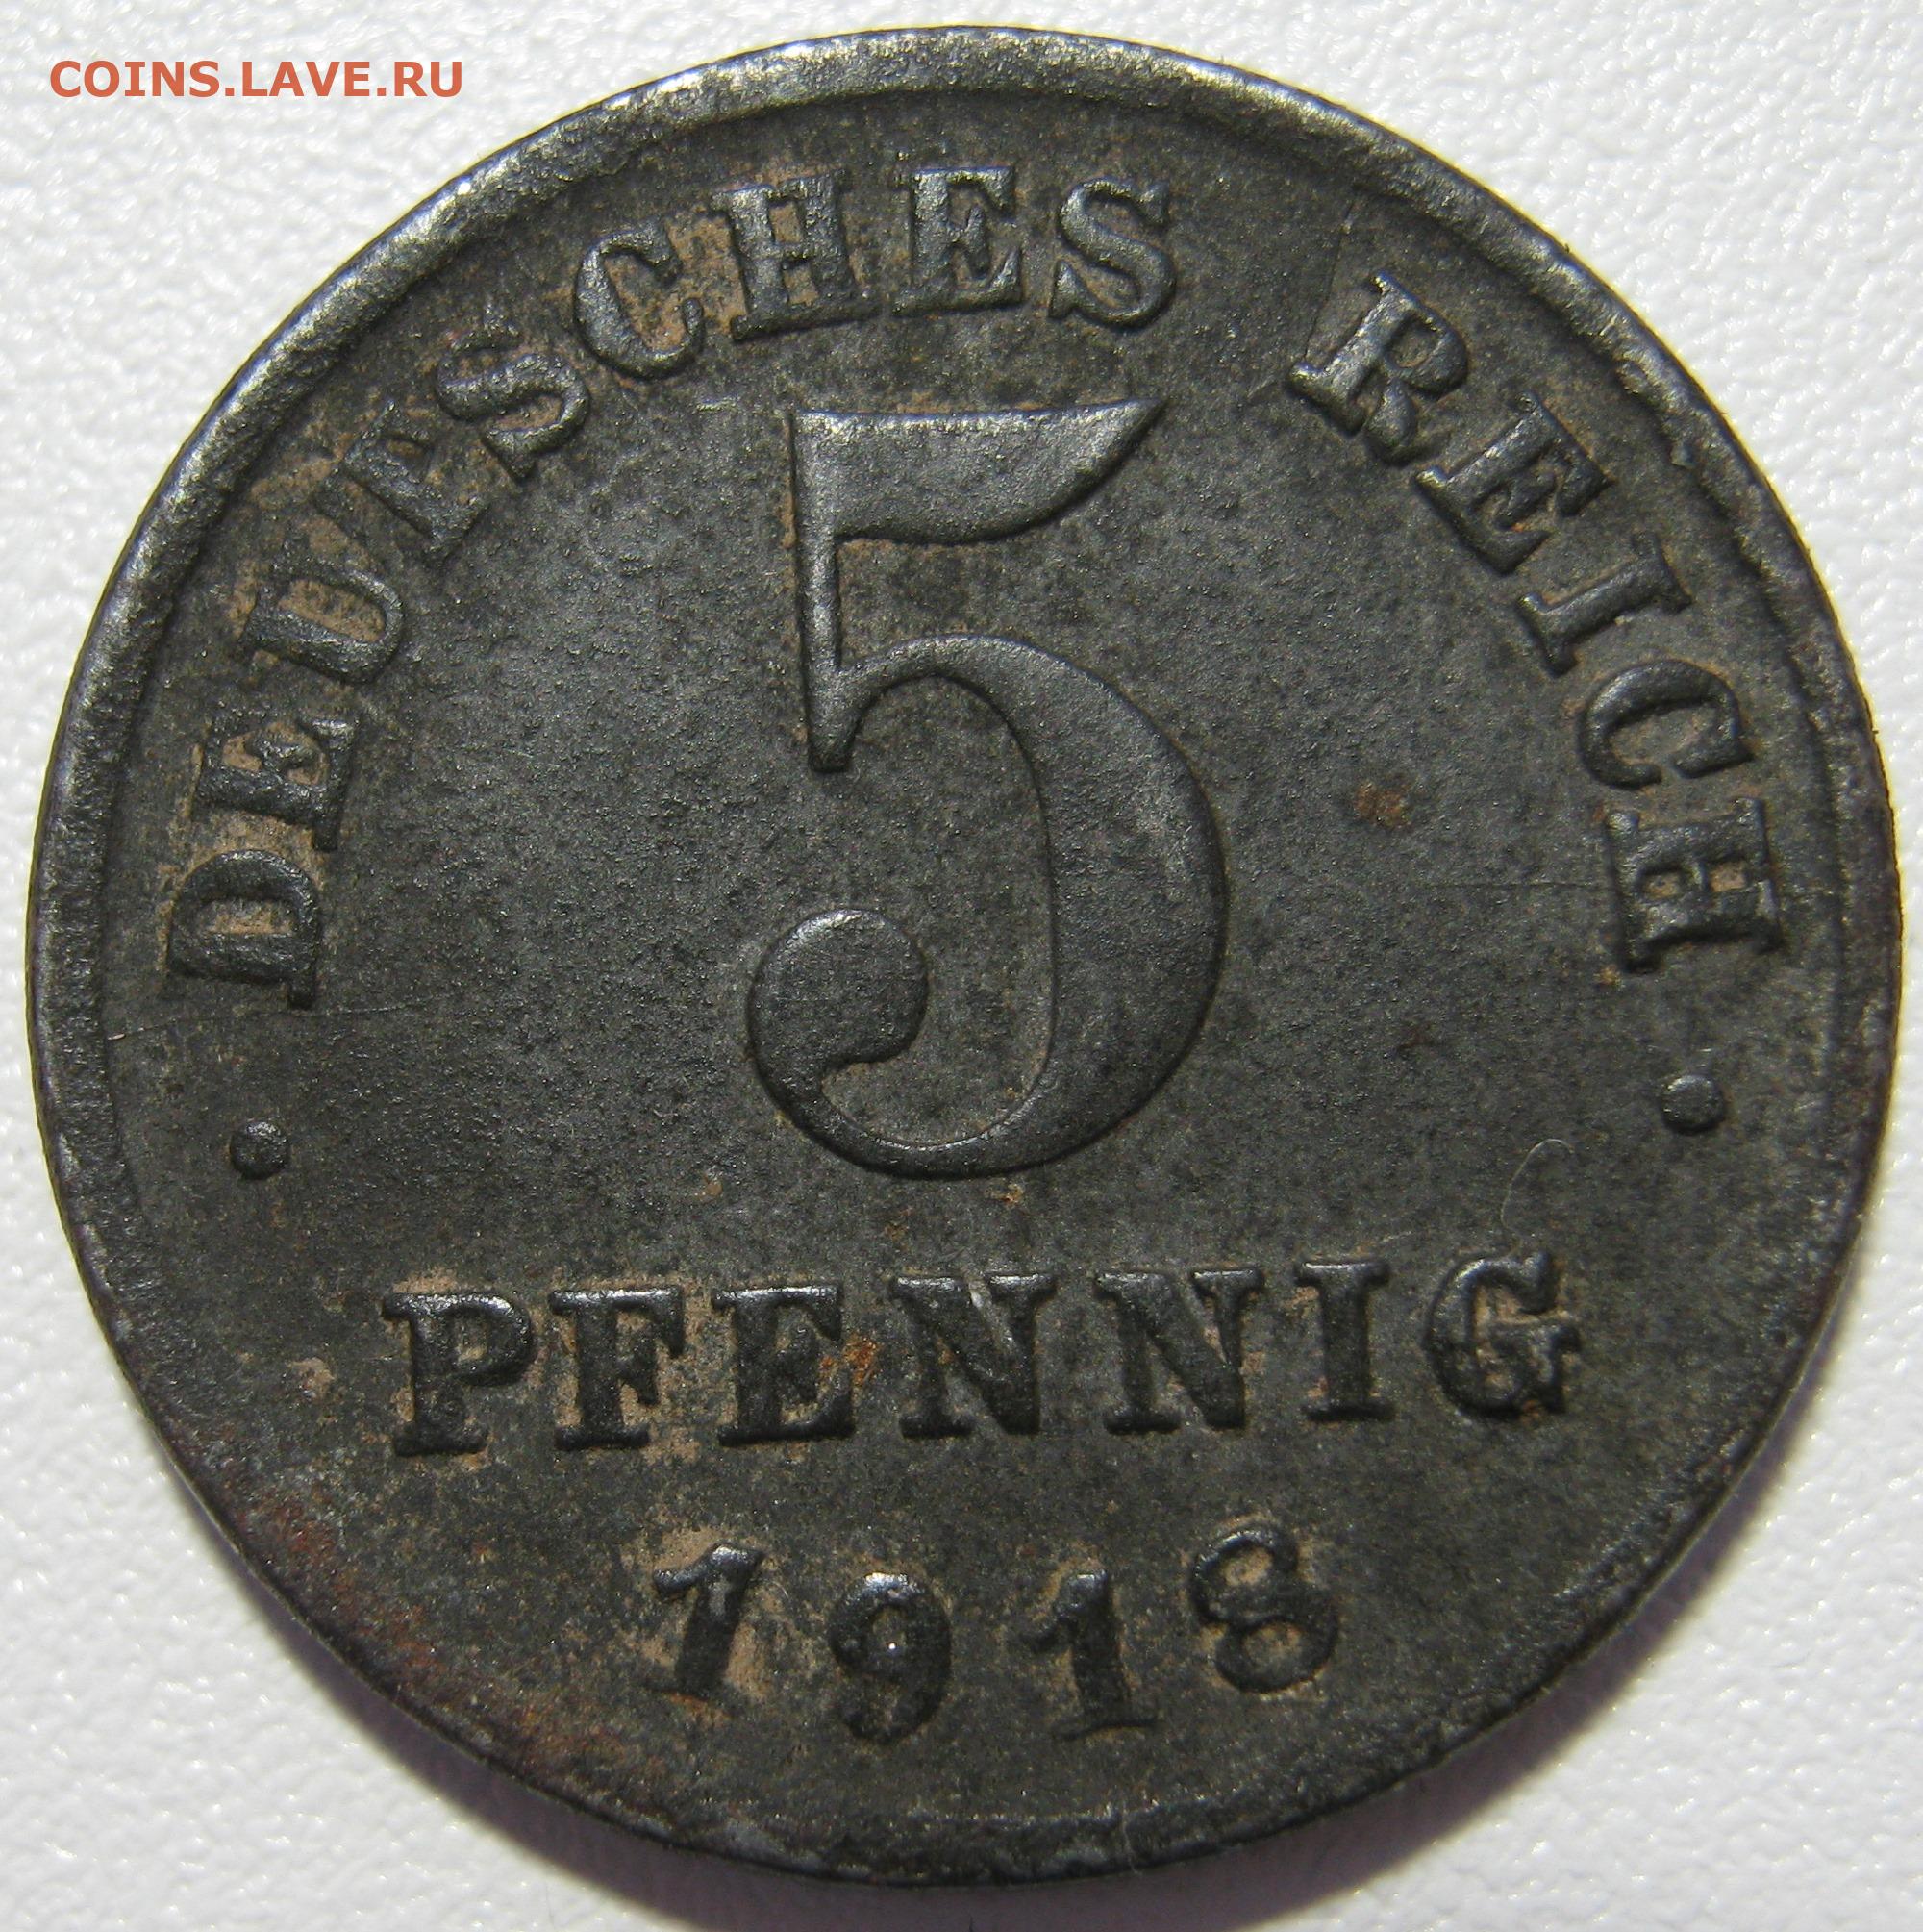 COINS.LAVE.RU
DEUTSCHES REICH
5
PFENNIG
1918